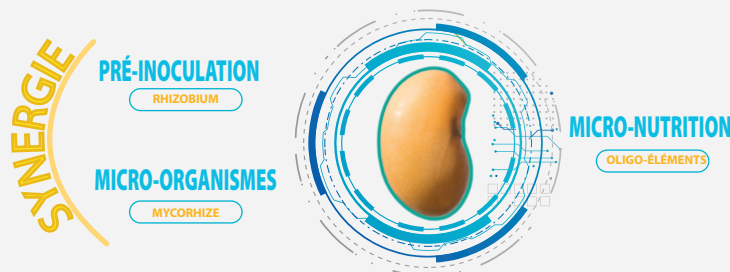 SYNERGIE
PRÉ-INOCULATION
RHIZOBIUM
MICRO-ORGANISMES
MYCORHIZE
MICRO-NUTRITION
OLIGO-ÉLÉMENTS